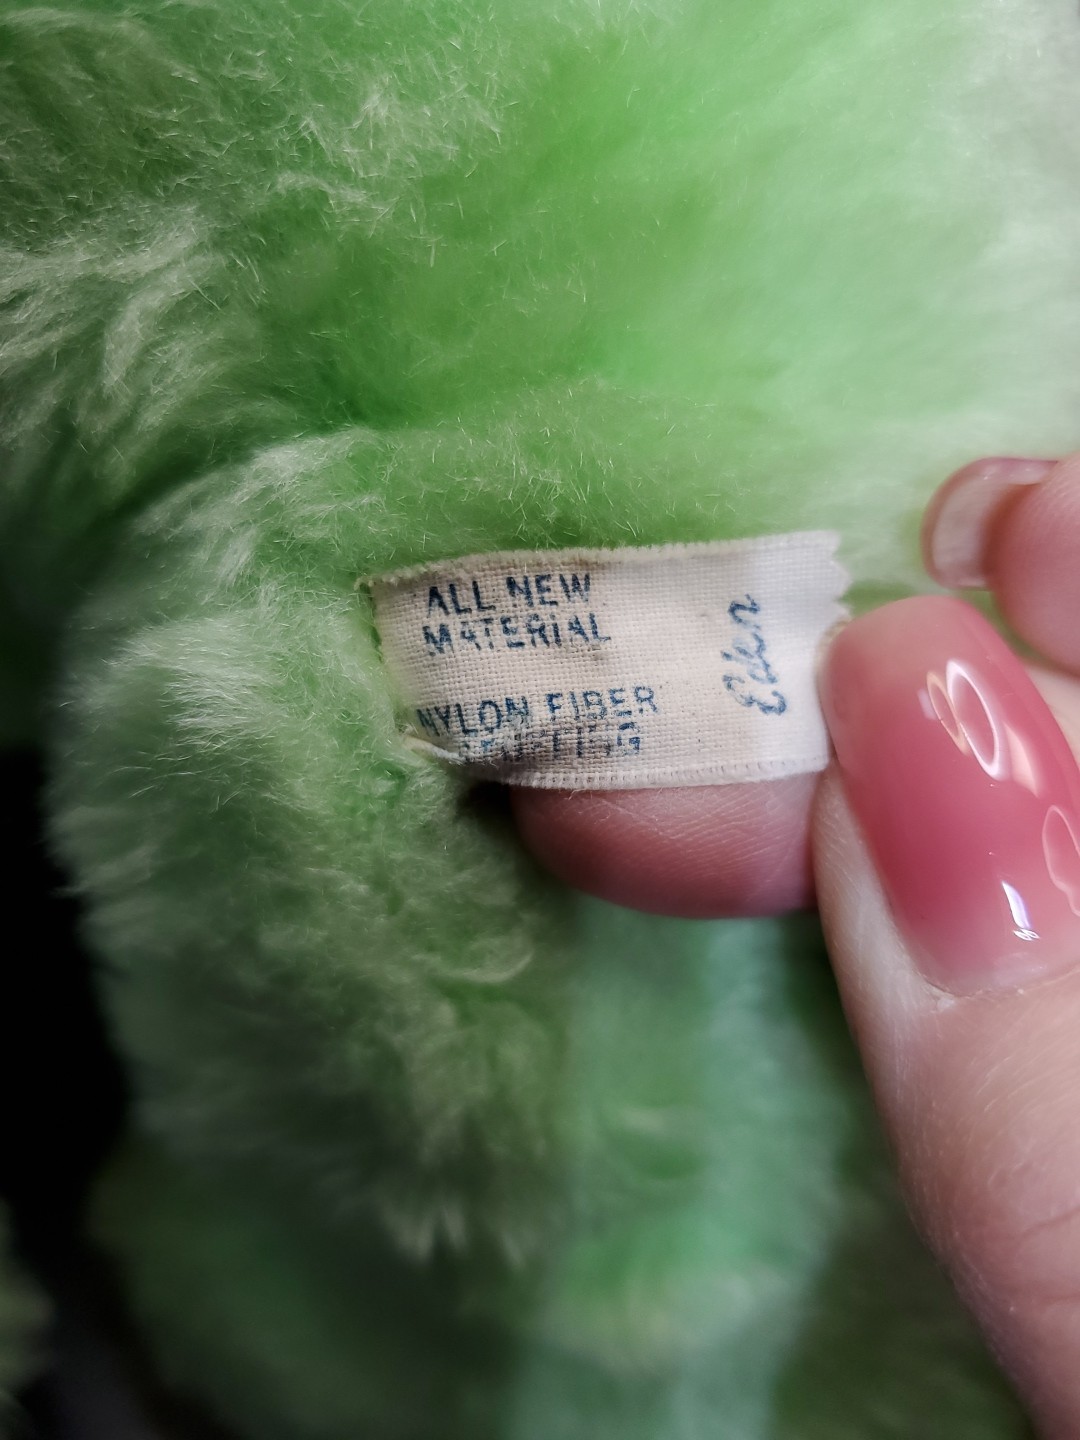 ALL NEW
MATERIAL
NYLON FIBER
Eden